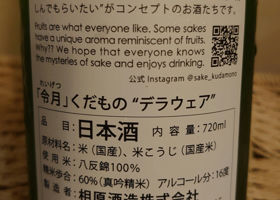 しんでもらいたい”がコンセプトのお酒たちです。
Fruits are what everyone like. Some sakes
have a unique aroma reminiscent of fruits.
Why?? We hope that everyone knows
the mysteries of sake and enjoys drinking.
公式 Instagram @sake_kudamono
れいげつ
「令月」くだもの “デラウェア”
品目 日本酒 内容量:720ml
原材料:米(国産)、米こうじ(国産米)
使用米:八反錦100%
精米歩合:60%(真吟精米) アルコール分:16度
製造者:相原酒造株式会社